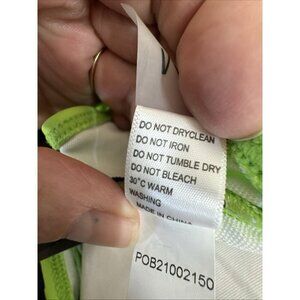 DO NOT DRYCLEAN
DO NOT IRON
DO NOT TUMBLE DRY
DO NOT BLEACH
30°C WARM
WASHING
MADE IN CHINA
POB21002150